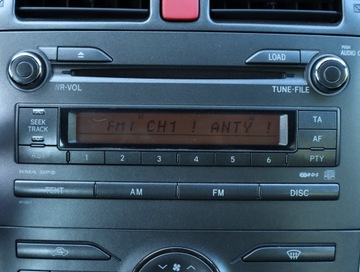 LOAD
PWR•VOL
TUNE•FILE
SEEK
TRACK
FM1 CH1 ! ANTY !
TA
AF
PTY
1 2 3 4 5 6
TEXT AM FM DISC